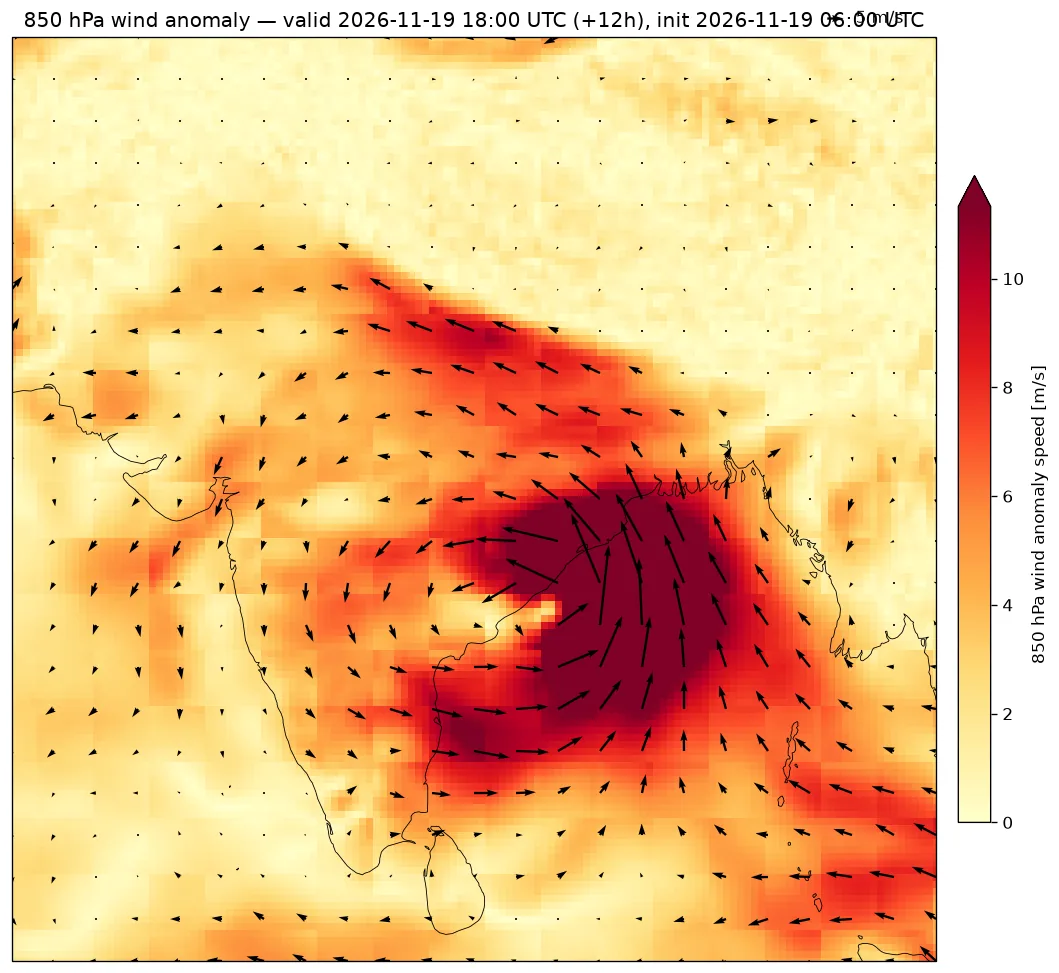 850 hPa wind anomaly — valid 2026-11-19 18:00 UTC (+12h), init 2026-11-19 06:00 UTC
5 m/s
10
8
6
4
2
0
850 hPa wind anomaly speed [m/s]